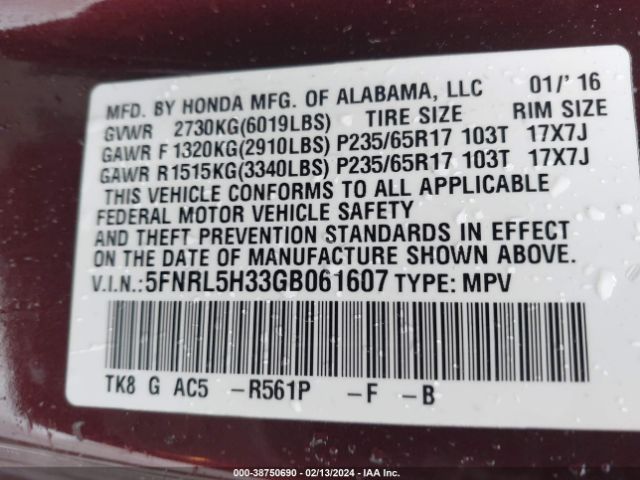 MFD. BY HONDA MFG. OF ALABAMA, LLC 01/' 16
GVWR 2730KG(6019LBS) TIRE SIZE RIM SIZE
GAWR F 1320KG(2910LBS) P235/65R17 103T 17X7J
GAWR R1515KG(3340LBS) P235/65R17 103T 17X7J
THIS VEHICLE CONFORMS TO ALL APPLICABLE
FEDERAL MOTOR VEHICLE SAFETY
AND THEFT PREVENTION STANDARDS IN EFFECT
ON THE DATE OF MANUFACTURE SHOWN ABOVE.
V.I.N.:5FNRL5H33GB061607 TYPE: MPV
TK8 G AC5 –R561P –F –B
© - 38750690 - 02/13/2024 - IAA Inc.